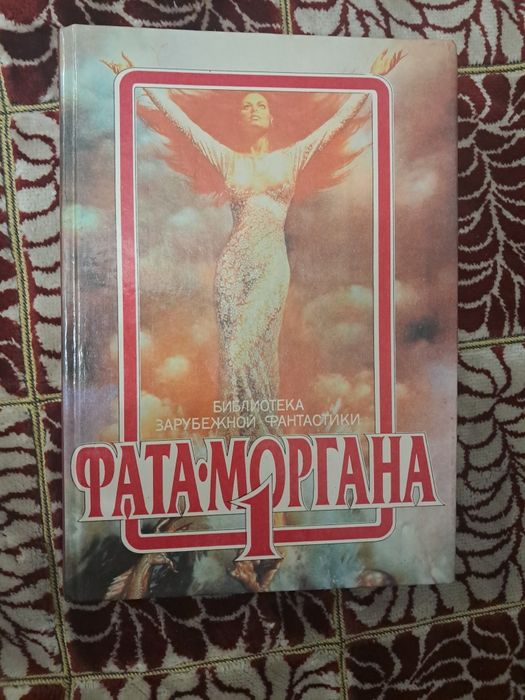 БИБЛИОТЕКА
ЗАРУБЕЖНОЙ ФАНТАСТИКИ
ФАТА·МОРГАНА
1